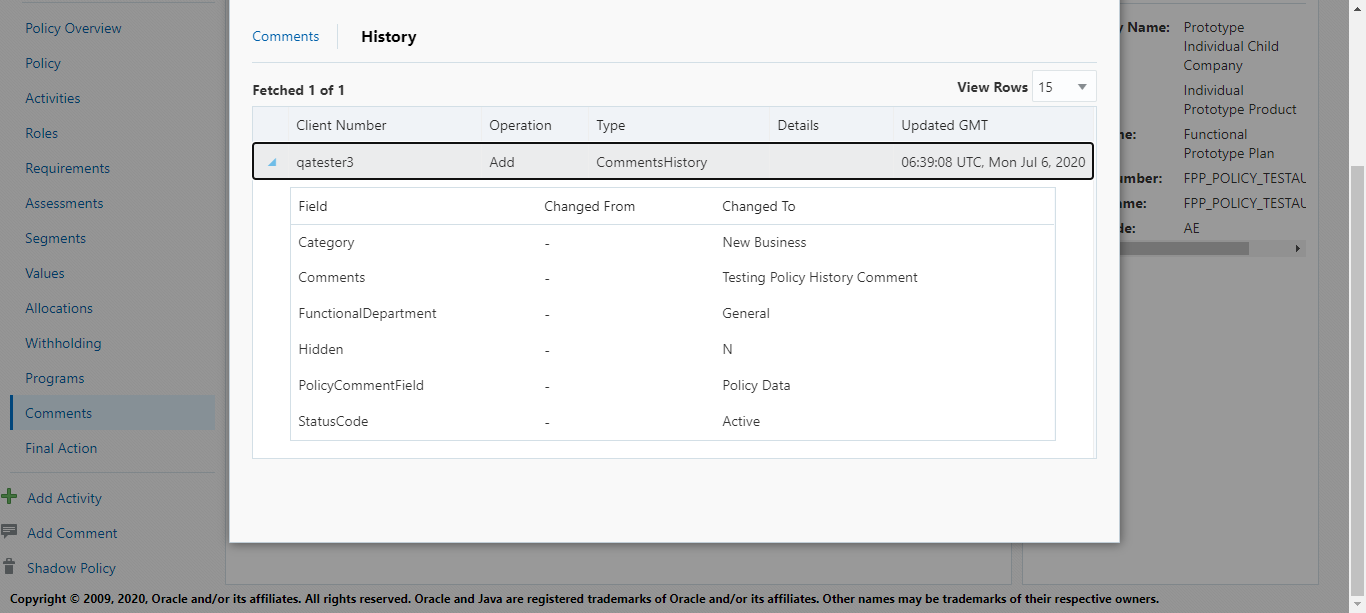 Policy Overview
Policy
Activities
Roles
Requirements
Assessments
Segments
Values
Allocations
Withholding
Programs
Comments
Final Action
Add Activity
Add Comment
Shadow Policy
Comments History
Fetched 1 of 1
View Rows 15
Client Number Operation Type Details Updated GMT
qatester3 Add CommentsHistory 06:39:08 UTC, Mon Jul 6, 2020
Field Changed From Changed To
Category - New Business
Comments - Testing Policy History Comment
FunctionalDepartment - General
Hidden - N
PolicyCommentField - Policy Data
StatusCode - Active
Name: Prototype
Individual Child
Company
Individual
Prototype Product
Functional
Prototype Plan
FPP_POLICY_TESTAU
FPP_POLICY_TESTAU
AE
Copyright © 2009, 2020, Oracle and/or its affiliates. All rights reserved. Oracle and Java are registered trademarks of Oracle and/or its affiliates. Other names may be trademarks of their respective owners.